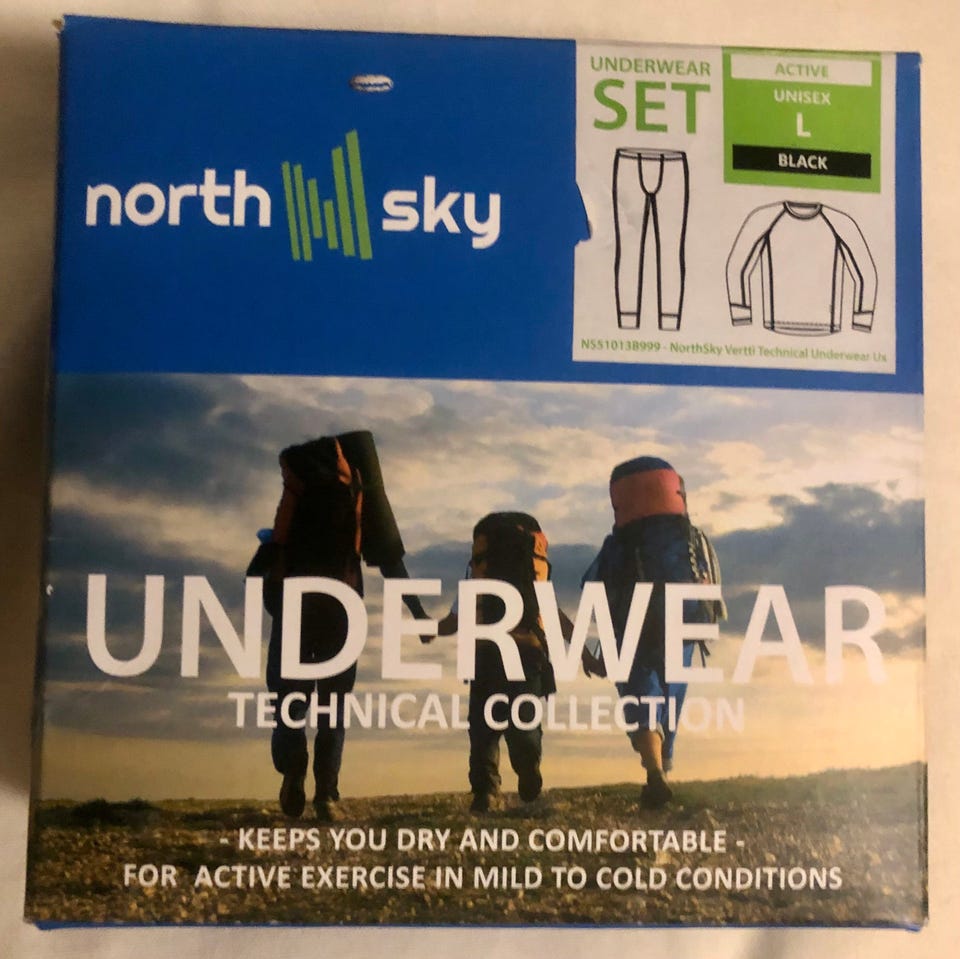 north sky
UNDERWEAR
SET
ACTIVE
UNISEX
L
BLACK
NS51013B999 - NorthSky Vertti Technical Underwear Ux
UNDERWEAR
TECHNICAL COLLECTION
- KEEPS YOU DRY AND COMFORTABLE -
FOR ACTIVE EXERCISE IN MILD TO COLD CONDITIONS